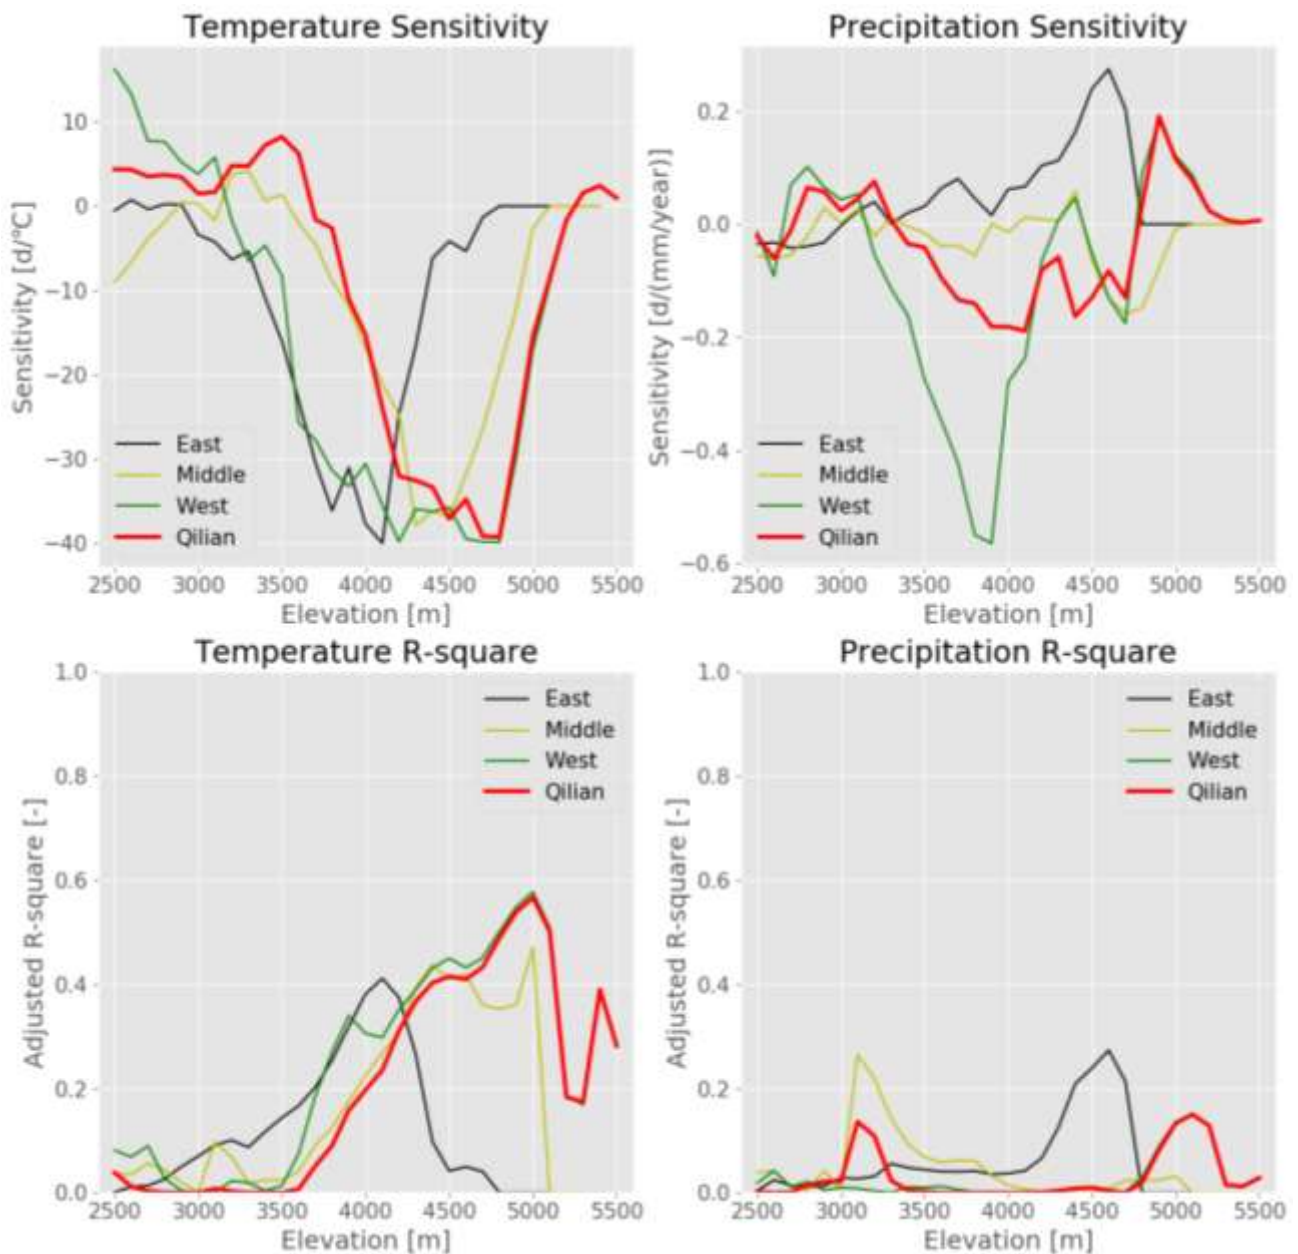 Temperature Sensitivity
10
0
−10
−20
−30
−40
Sensitivity [d/°C]
East
Middle
West
Qilian
2500 3000 3500 4000 4500 5000 5500
Elevation [m]
Precipitation Sensitivity
0.2
0.0
−0.2
−0.4
−0.6
Sensitivity [d/(mm/year)]
East
Middle
West
Qilian
2500 3000 3500 4000 4500 5000 5500
Elevation [m]
Temperature R-square
1.0
0.8
0.6
0.4
0.2
0.0
Adjusted R-square [-]
East
Middle
West
Qilian
2500 3000 3500 4000 4500 5000 5500
Elevation [m]
Precipitation R-square
1.0
0.8
0.6
0.4
0.2
0.0
Adjusted R-square [-]
East
Middle
West
Qilian
2500 3000 3500 4000 4500 5000 5500
Elevation [m]